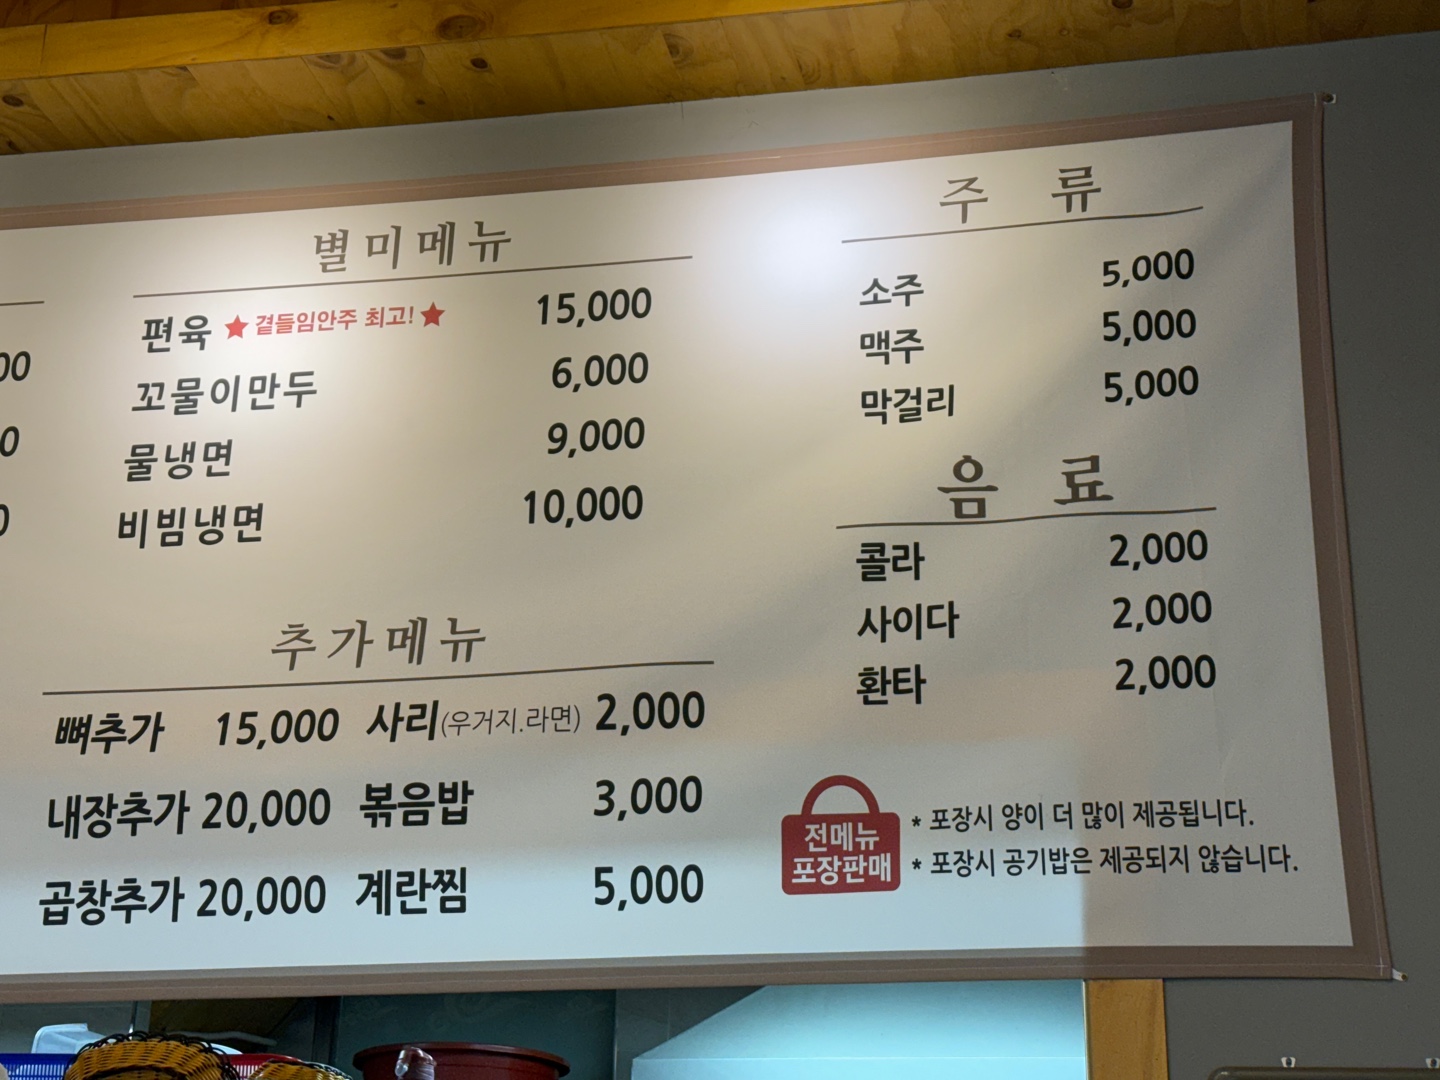 별미메뉴
편육 ★ 곁들임안주 최고! ★ 15,000
꼬물이만두 6,000
물냉면 9,000
비빔냉면 10,000
추가메뉴
뼈추가 15,000 사리(우거지.라면) 2,000
내장추가 20,000 볶음밥 3,000
곱창추가 20,000 계란찜 5,000
주 류
소주 5,000
맥주 5,000
막걸리 5,000
음 료
콜라 2,000
사이다 2,000
환타 2,000
전메뉴
포장판매
* 포장시 양이 더 많이 제공됩니다.
* 포장시 공기밥은 제공되지 않습니다.